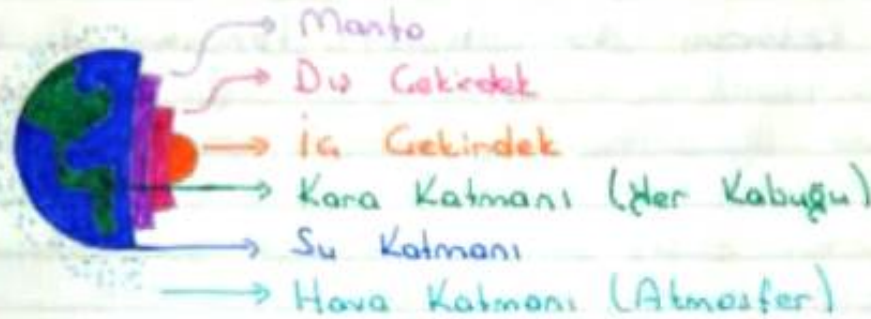 Manto
Dış Çekirdek
İç Çekirdek
Kara Katmanı (Yer Kabuğu)
Su Katmanı
Hava Katmanı (Atmosfer)